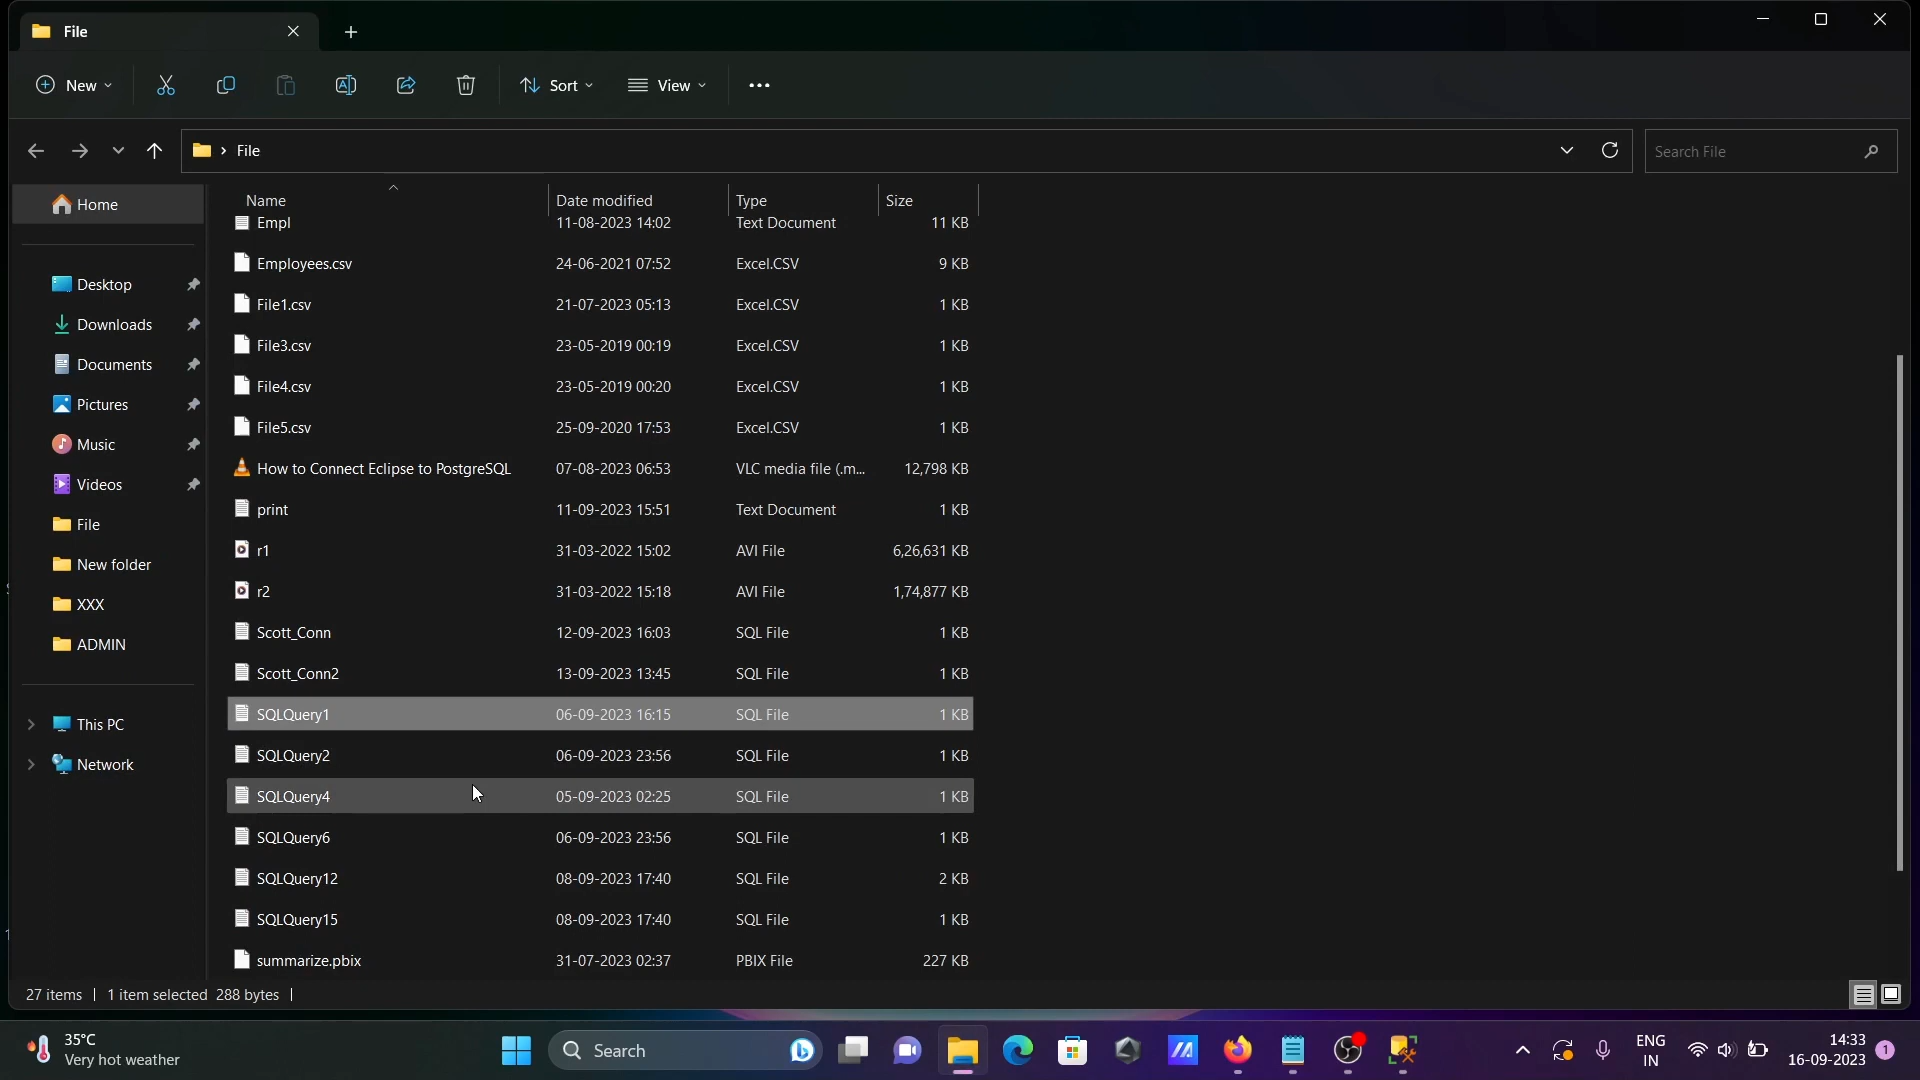 File
New
Sort
View
File
Search File
Home
Desktop
Downloads
Documents
Pictures
Music
Videos
File
New folder
XXX
ADMIN
This PC
Network
Name Date modified Type Size
Empl 11-08-2023 14:02 Text Document 11 KB
Employees.csv 24-06-2021 07:52 Excel.CSV 9 KB
File1.csv 21-07-2023 05:13 Excel.CSV 1 KB
File3.csv 23-05-2019 00:19 Excel.CSV 1 KB
File4.csv 23-05-2019 00:20 Excel.CSV 1 KB
File5.csv 25-09-2020 17:53 Excel.CSV 1 KB
How to Connect Eclipse to PostgreSQL 07-08-2023 06:53 VLC media file (.m... 12,798 KB
print 11-09-2023 15:51 Text Document 1 KB
r1 31-03-2022 15:02 AVI File 6,26,631 KB
r2 31-03-2022 15:18 AVI File 1,74,877 KB
Scott_Conn 12-09-2023 16:03 SQL File 1 KB
Scott_Conn2 13-09-2023 13:45 SQL File 1 KB
SQLQuery1 06-09-2023 16:15 SQL File 1 KB
SQLQuery2 06-09-2023 23:56 SQL File 1 KB
SQLQuery4 05-09-2023 02:25 SQL File 1 KB
SQLQuery6 06-09-2023 23:56 SQL File 1 KB
SQLQuery12 08-09-2023 17:40 SQL File 2 KB
SQLQuery15 08-09-2023 17:40 SQL File 1 KB
summarize.pbix 31-07-2023 02:37 PBIX File 227 KB
27 items 1 item selected 288 bytes
35°C
Very hot weather
Search
ENG
IN
14:33
16-09-2023
1